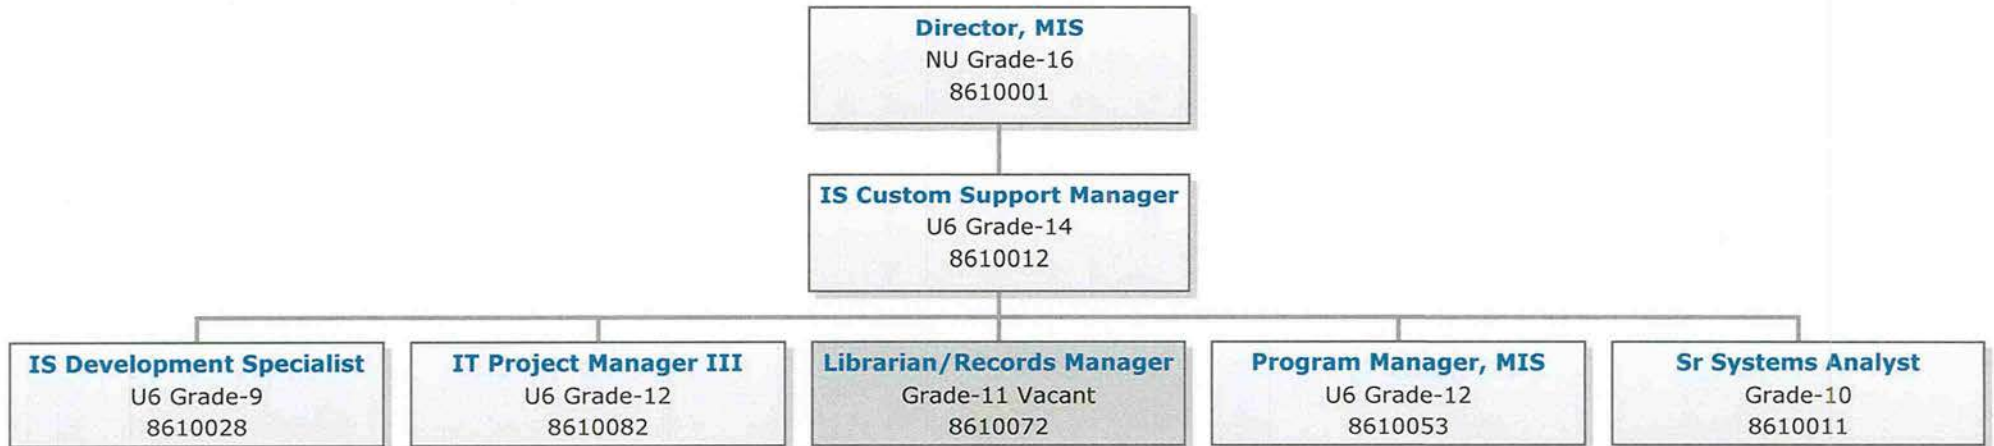 Director, MIS
NU Grade-16
8610001
IS Custom Support Manager
U6 Grade-14
8610012
IS Development Specialist
U6 Grade-9
8610028
IT Project Manager III
U6 Grade-12
8610082
Librarian/Records Manager
Grade-11 Vacant
8610072
Program Manager, MIS
U6 Grade-12
8610053
Sr Systems Analyst
Grade-10
8610011